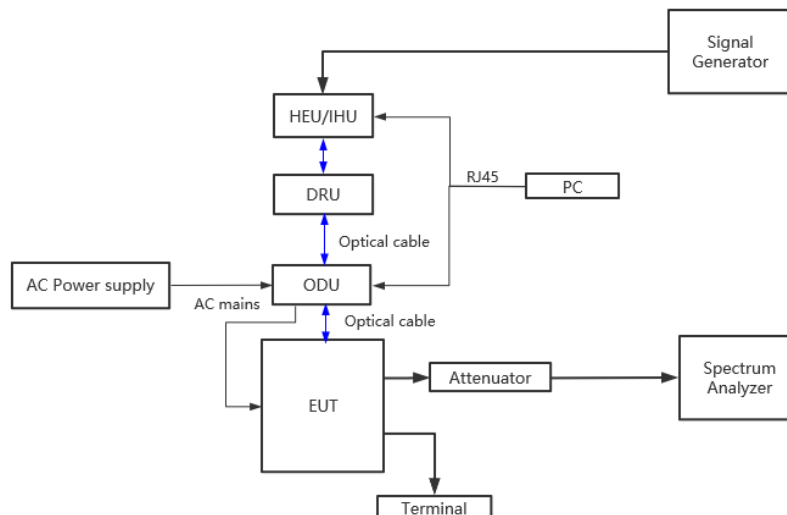 Signal
Generator
HEU/IHU
RJ45
PC
DRU
Optical cable
AC Power supply
ODU
AC mains
Optical cable
EUT
Attenuator
Spectrum
Analyzer
Terminal